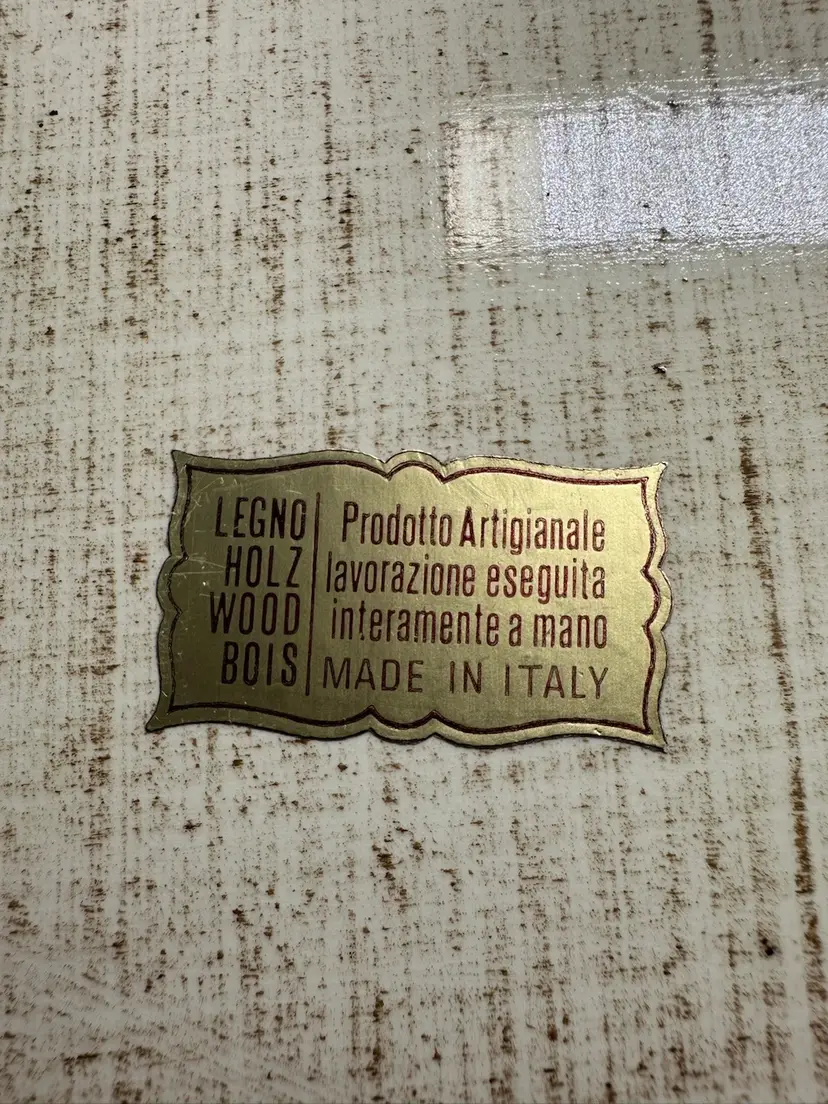 LEGNO
HOLZ
WOOD
BOIS
Prodotto Artigianale
lavorazione eseguita
interamente a mano
MADE IN ITALY